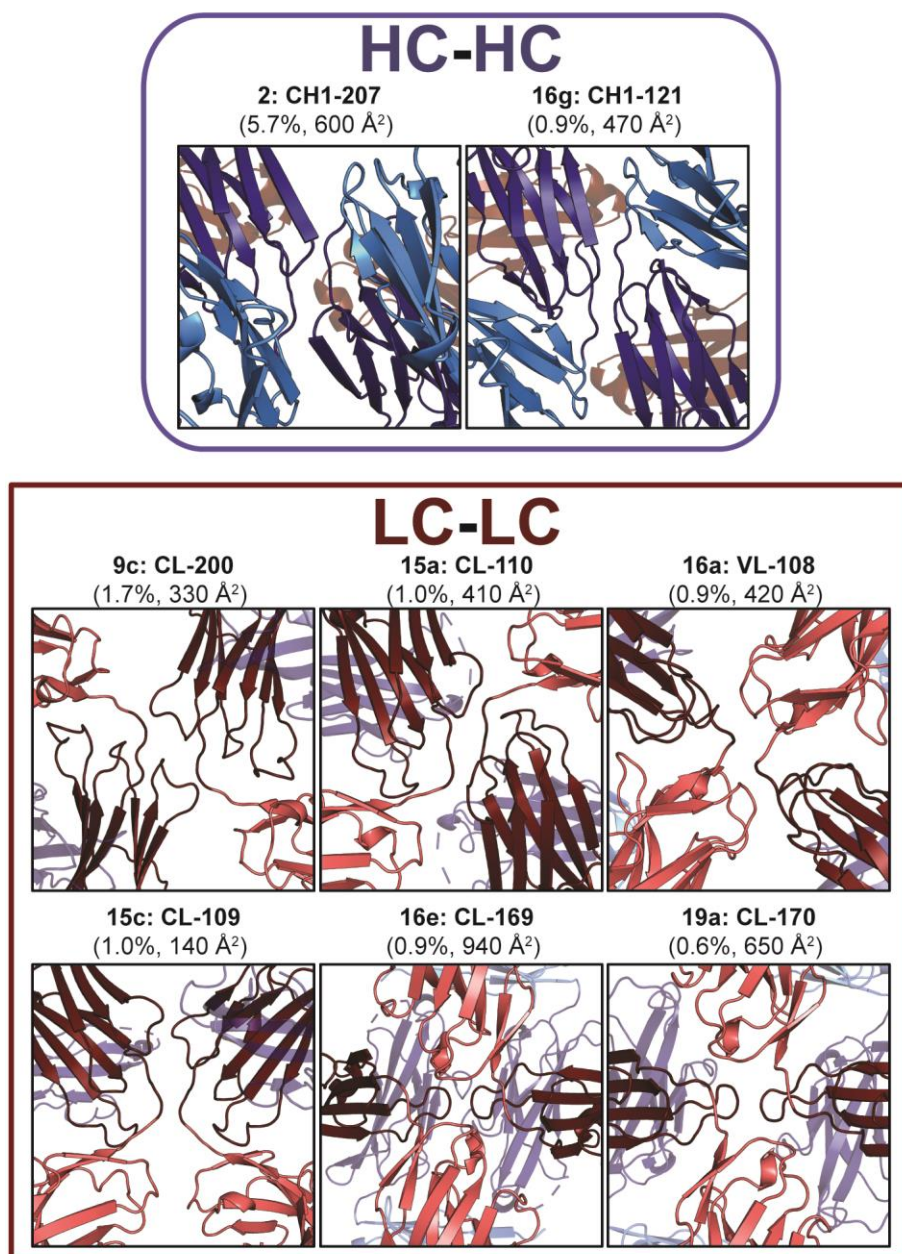 HC-HC
2: CH1-207 16g: CH1-121
(5.7%, 600 Å²) (0.9%, 470 Å²)
LC-LC
9c: CL-200 15a: CL-110 16a: VL-108
(1.7%, 330 Å²) (1.0%, 410 Å²) (0.9%, 420 Å²)
15c: CL-109 16e: CL-169 19a: CL-170
(1.0%, 140 Å²) (0.9%, 940 Å²) (0.6%, 650 Å²)